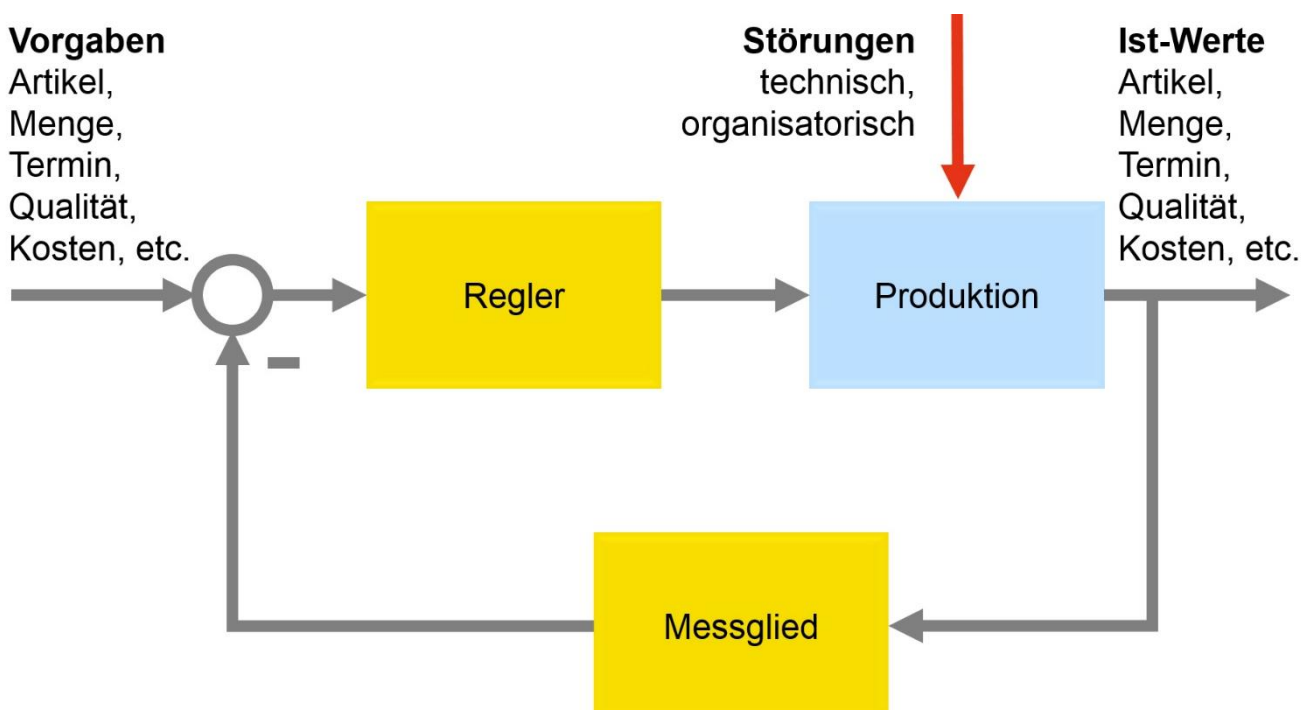 Vorgaben
Artikel,
Menge,
Termin,
Qualität,
Kosten, etc.
Störungen
technisch,
organisatorisch
Ist-Werte
Artikel,
Menge,
Termin,
Qualität,
Kosten, etc.
Regler
Produktion
Messglied